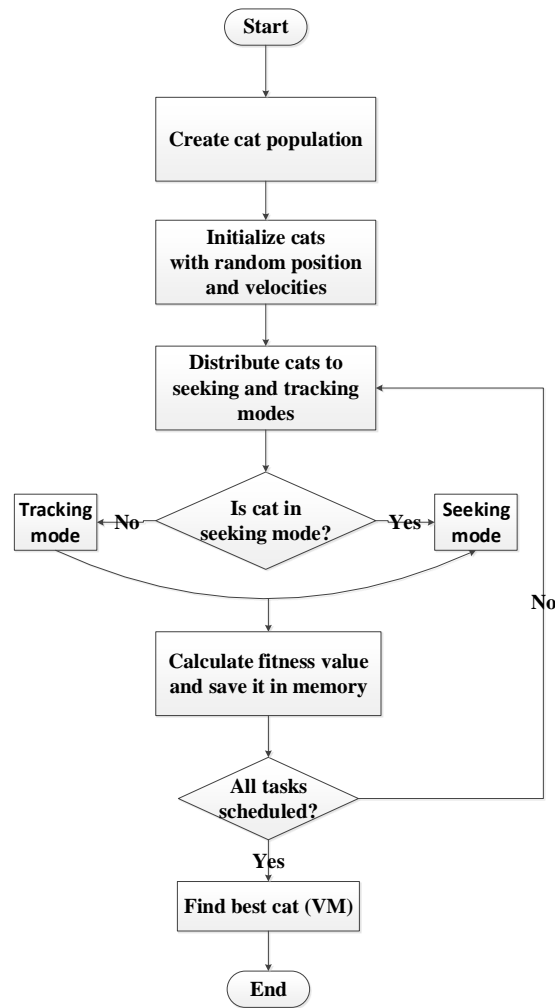 Start
Create cat population
Initialize cats
with random position
and velocities
Distribute cats to
seeking and tracking
modes
Is cat in
seeking mode?
No
Yes
Tracking
mode
Seeking
mode
No
Calculate fitness value
and save it in memory
All tasks
scheduled?
Yes
Find best cat (VM)
End